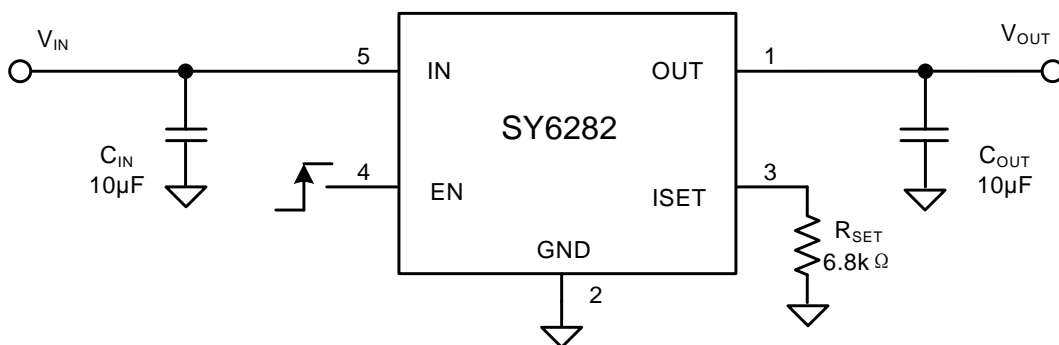 V_IN
V_OUT
5
IN
OUT
1
SY6282
C_IN
10µF
4
EN
ISET
3
C_OUT
10µF
R_SET
6.8k Ω
GND
2